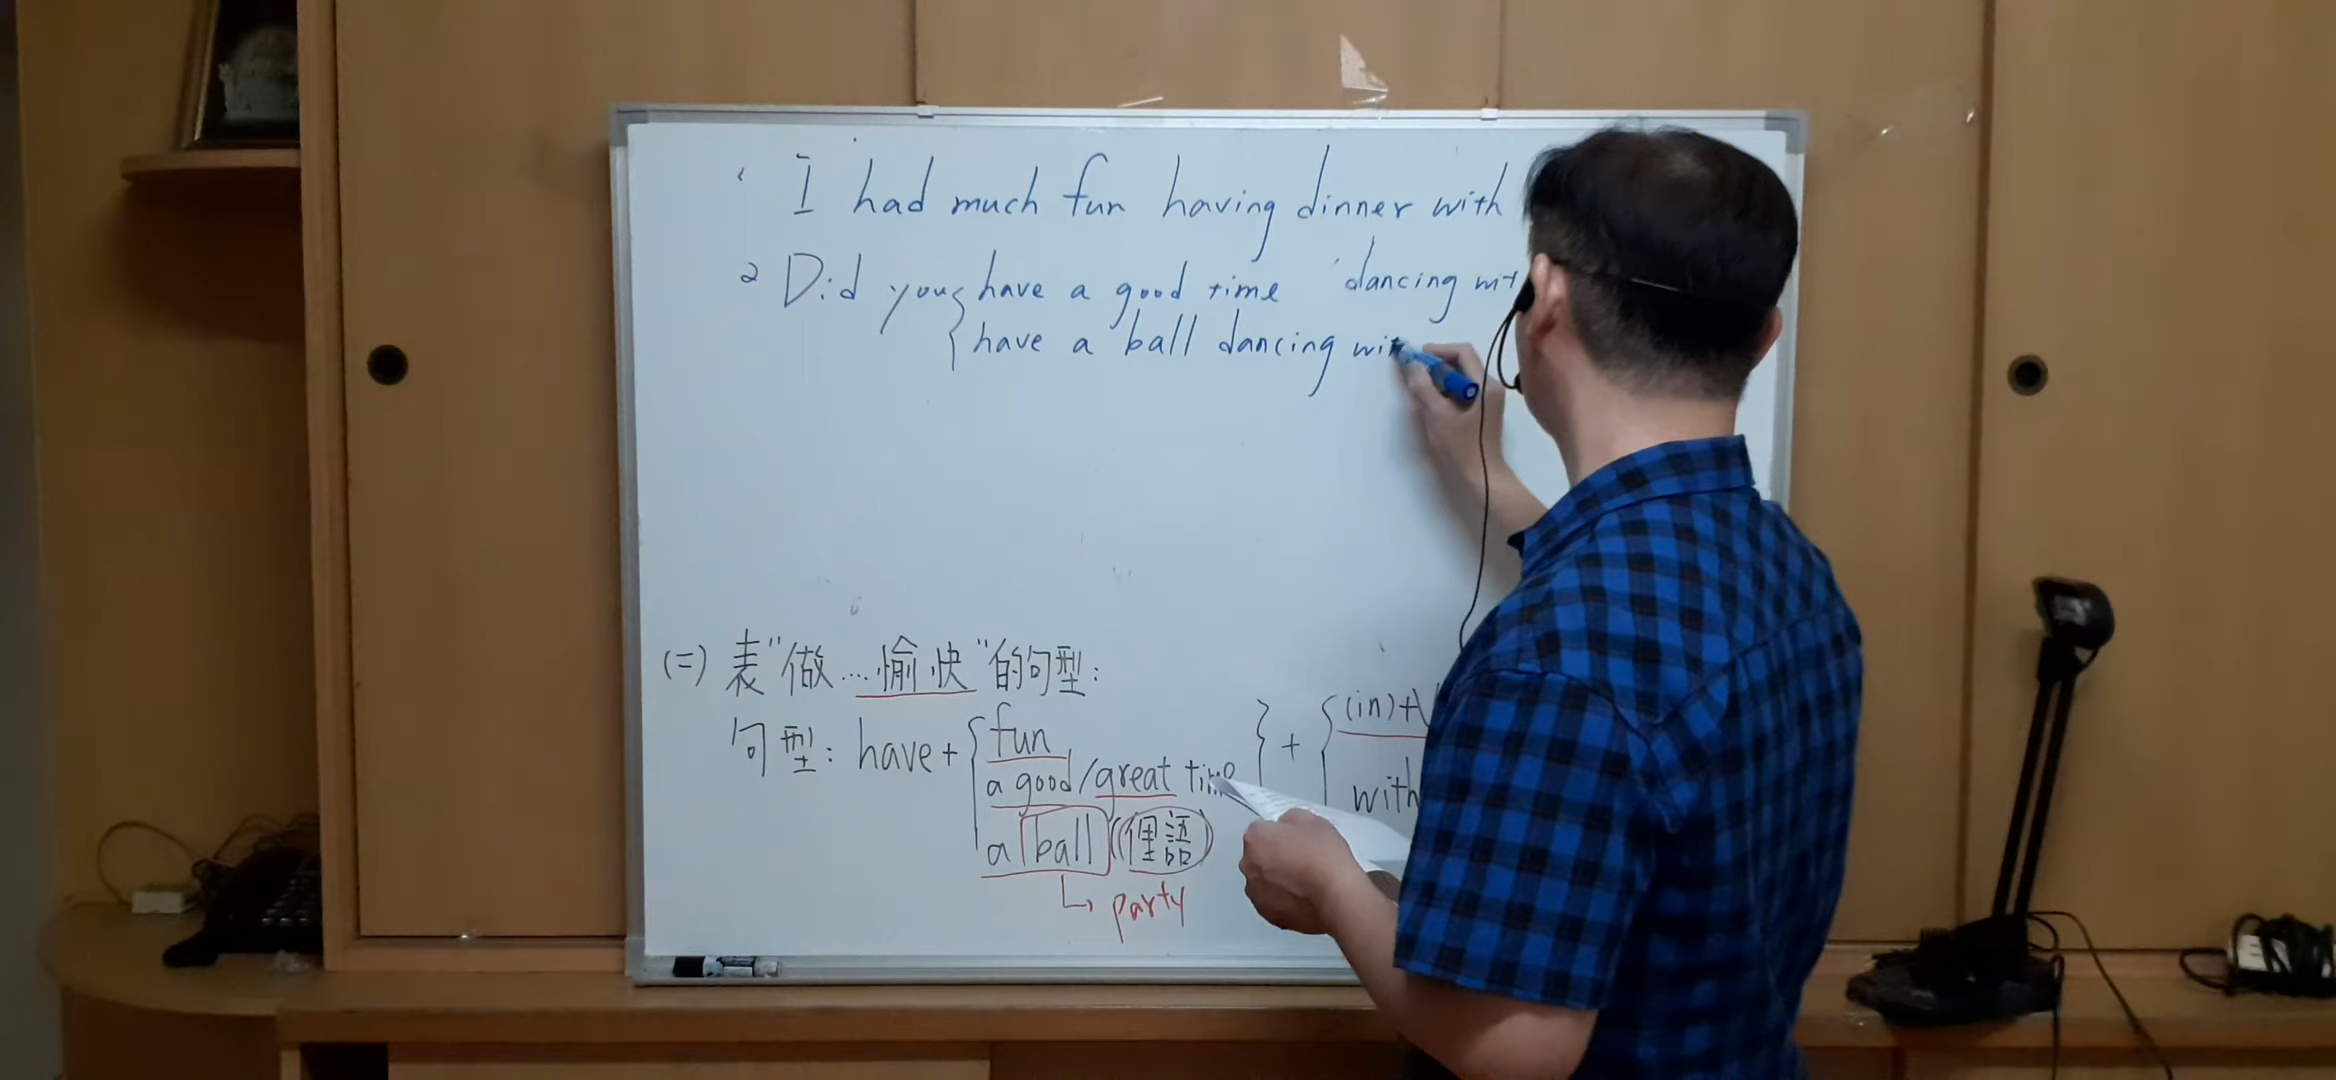 1 I had much fun having dinner with
2 Did you { have a good time dancing wit
{ have a ball dancing wit
(二) 表"做…愉快"的句型:
句型: have + { fun } + { (in)+V
a good/great time
with
a ball (俚語)
↳ party